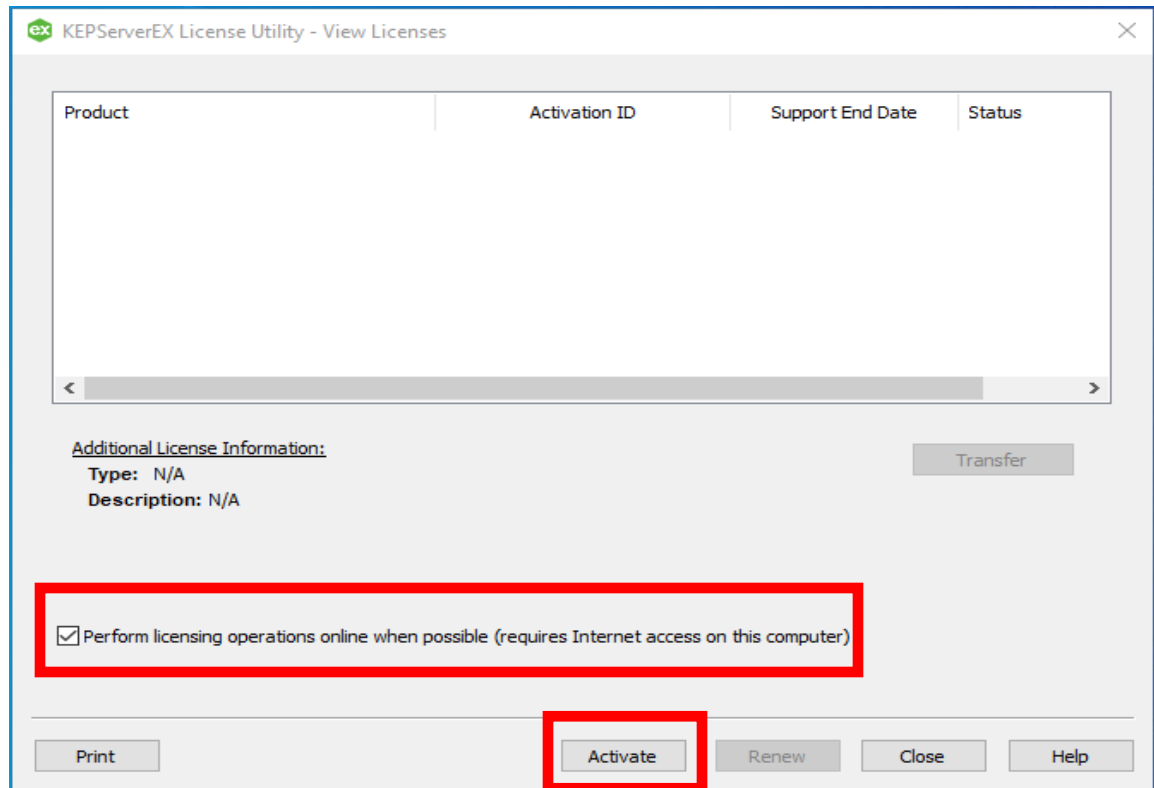 ex KEPServerEX License Utility - View Licenses
Product Activation ID Support End Date Status
Additional License Information:
Type: N/A
Description: N/A
Transfer
Perform licensing operations online when possible (requires Internet access on this computer)
Print Activate Renew Close Help